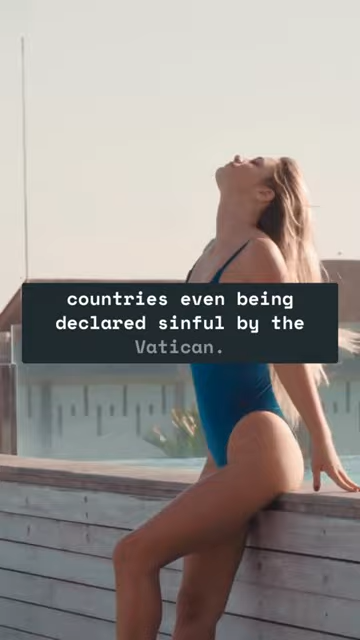 countries even being
declared sinful by the
Vatican.